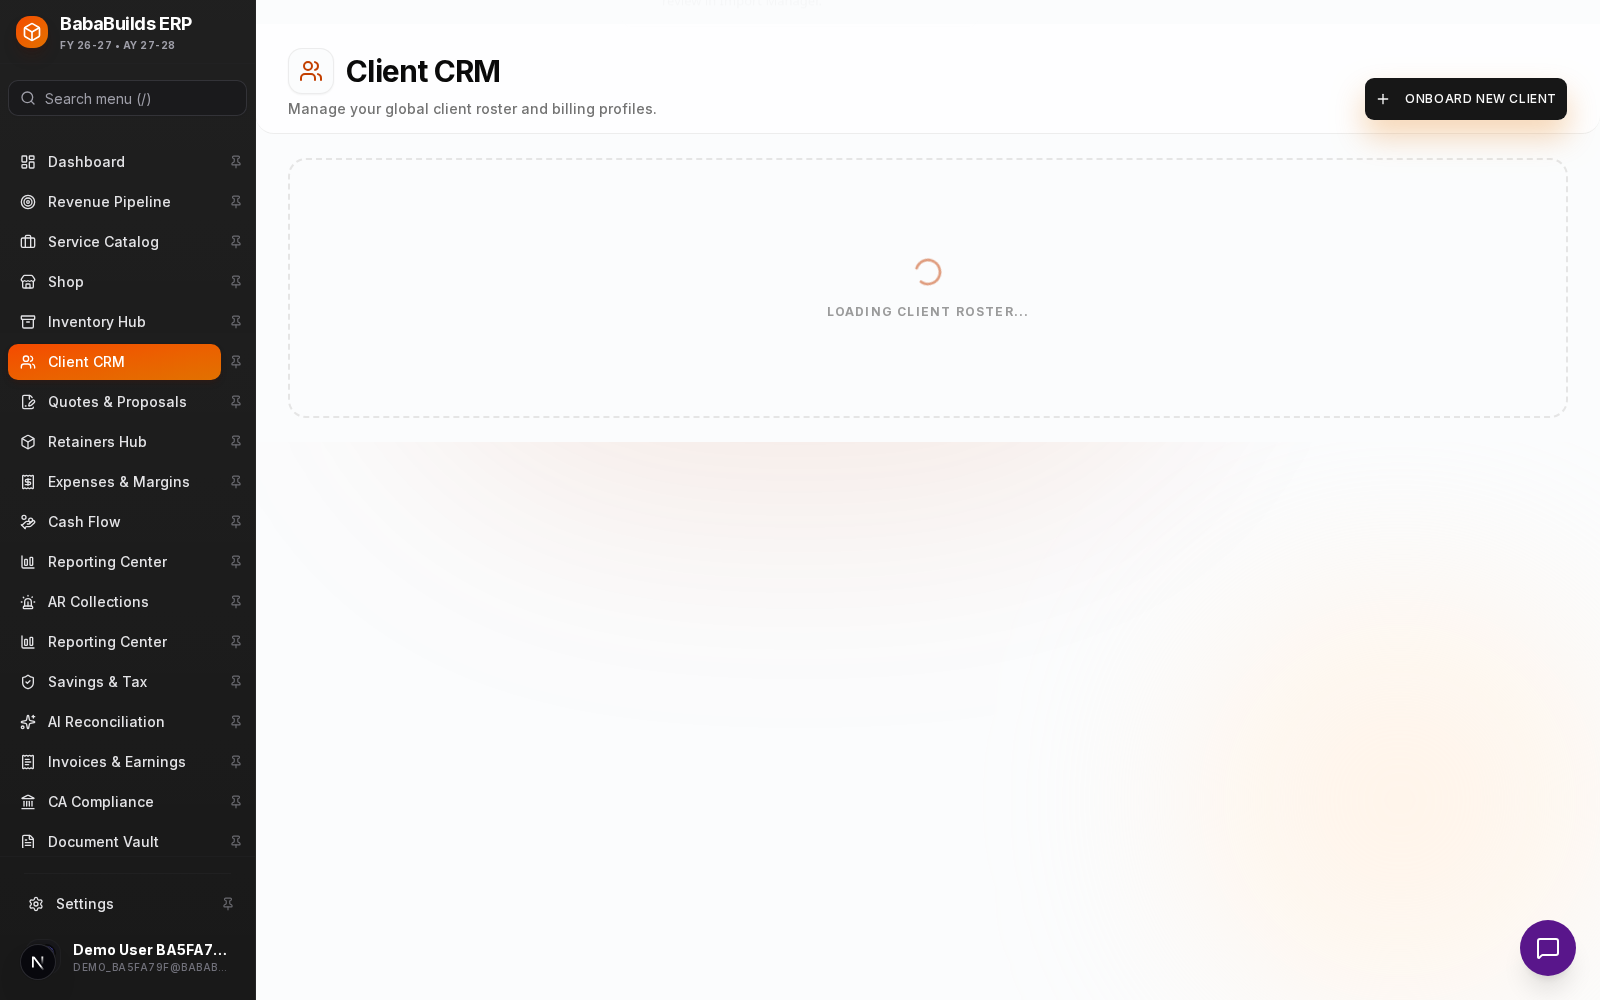 BabaBuilds ERP
FY 26-27 • AY 27-28
Search menu (/)
Dashboard
Revenue Pipeline
Service Catalog
Shop
Inventory Hub
Client CRM
Quotes & Proposals
Retainers Hub
Expenses & Margins
Cash Flow
Reporting Center
AR Collections
Reporting Center
Savings & Tax
AI Reconciliation
Invoices & Earnings
CA Compliance
Document Vault
Settings
Demo User BA5FA7...
DEMO_BA5FA79F@BABAB...
Client CRM
Manage your global client roster and billing profiles.
ONBOARD NEW CLIENT
LOADING CLIENT ROSTER...